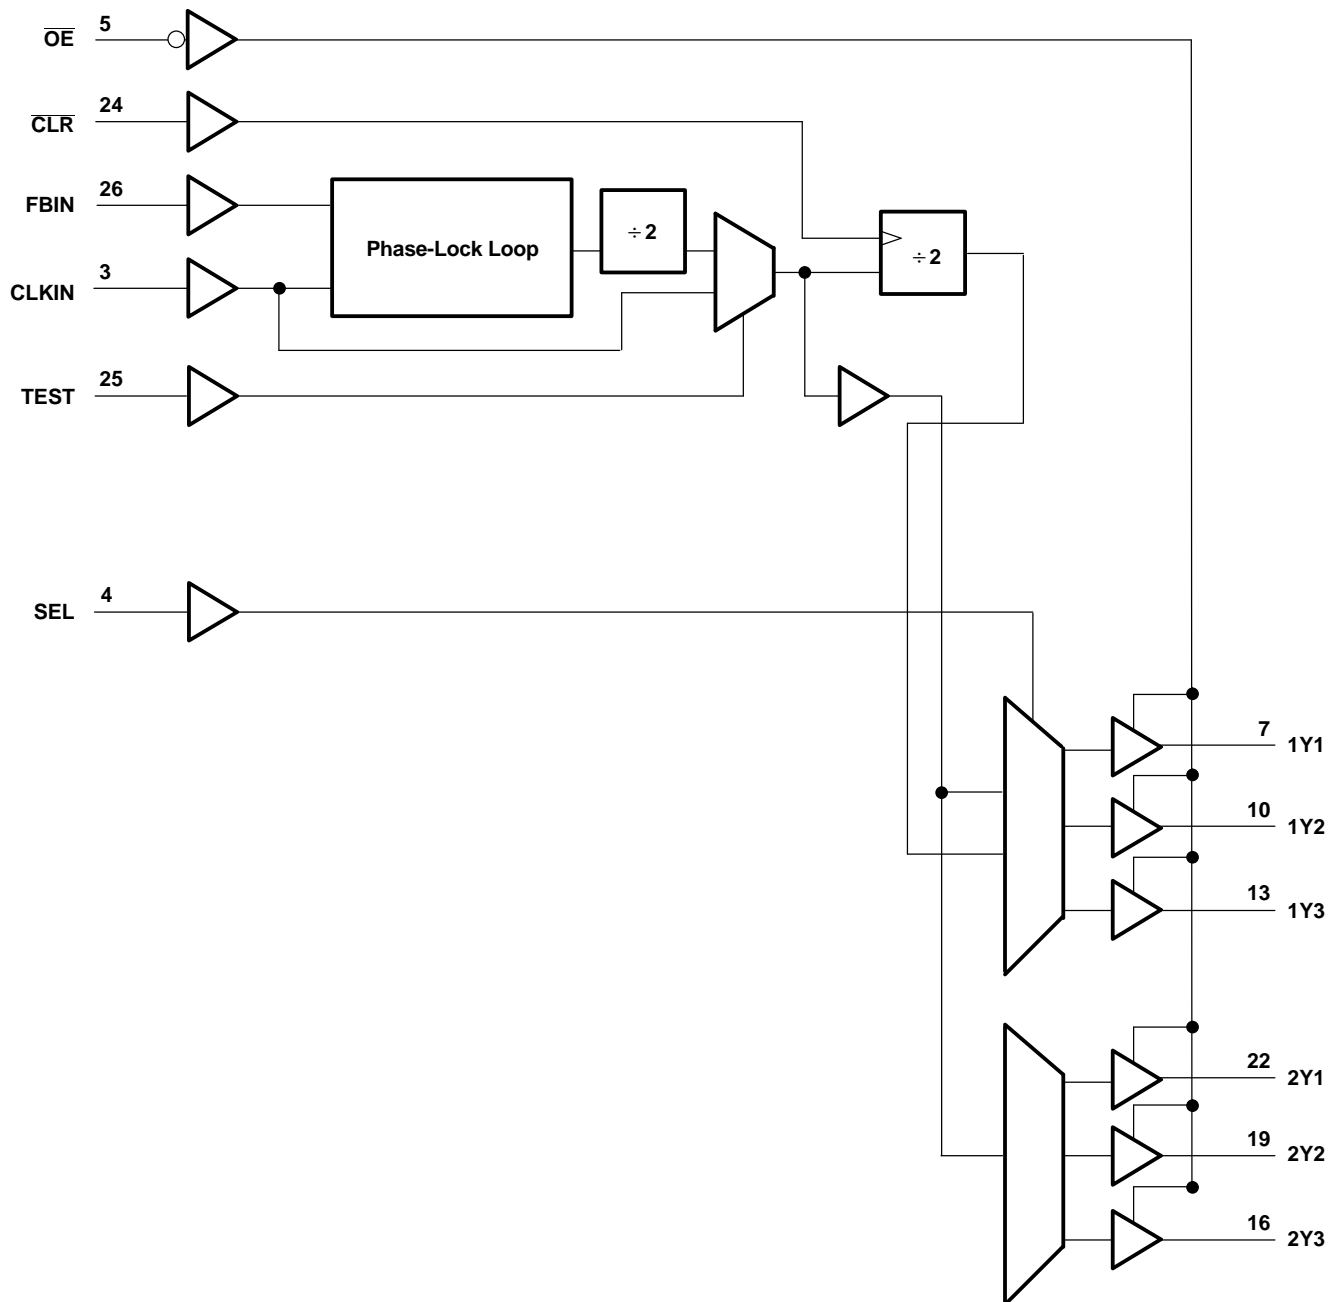 OE 5
CLR 24
FBIN 26
CLKIN 3
TEST 25
Phase-Lock Loop
÷ 2
÷ 2
SEL 4
7 1Y1
10 1Y2
13 1Y3
22 2Y1
19 2Y2
16 2Y3